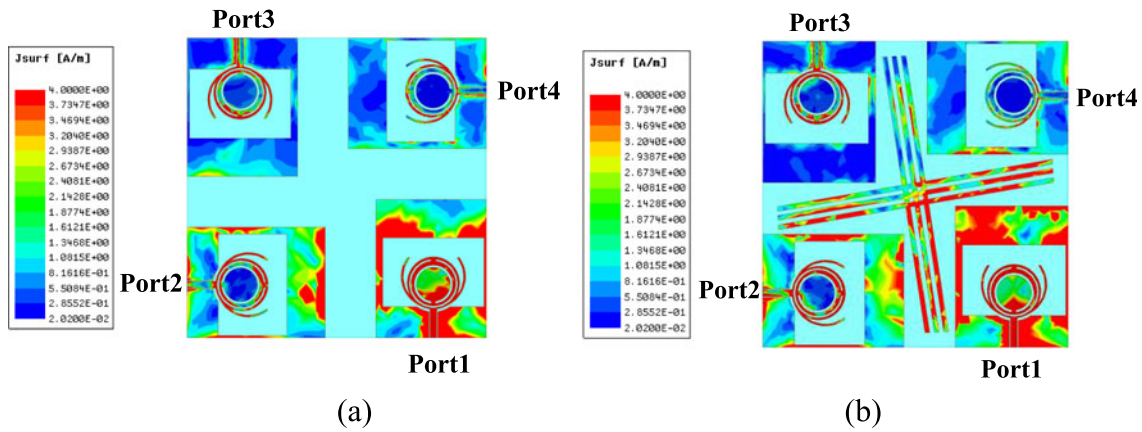 Port3
Jsurf [A/m]
4.0000E+00
3.7347E+00
3.4694E+00
3.2040E+00
2.9387E+00
2.6734E+00
2.4081E+00
2.1428E+00
1.8774E+00
1.6121E+00
1.3468E+00
1.0815E+00
8.1616E-01
5.5084E-01
2.8552E-01
2.0200E-02
Port4
Port2
Port1
(a)
Port3
Jsurf [A/m]
4.0000E+00
3.7347E+00
3.4694E+00
3.2040E+00
2.9387E+00
2.6734E+00
2.4081E+00
2.1428E+00
1.8774E+00
1.6121E+00
1.3468E+00
1.0815E+00
8.1616E-01
5.5084E-01
2.8552E-01
2.0200E-02
Port4
Port2
Port1
(b)